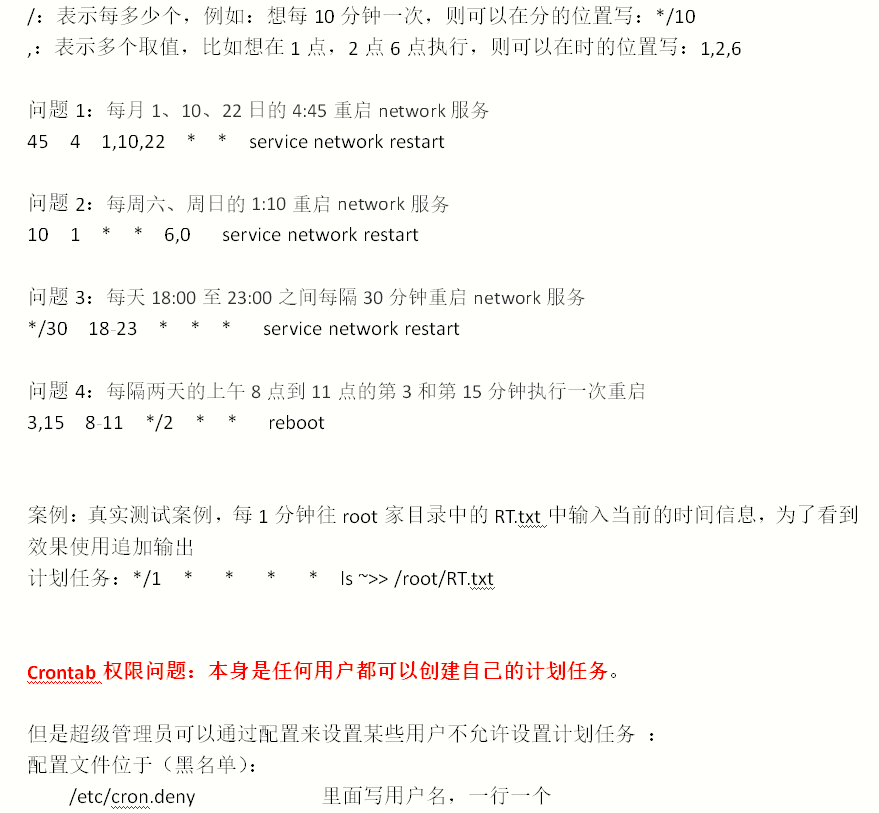 /：表示每多少个，例如：想每 10 分钟一次，则可以在分的位置写：*/10
,：表示多个取值，比如想在 1 点，2 点 6 点执行，则可以在时的位置写：1,2,6
问题 1：每月 1、10、22 日的 4:45 重启 network 服务
45 4 1,10,22 * * service network restart
问题 2：每周六、周日的 1:10 重启 network 服务
10 1 * * 6,0 service network restart
问题 3：每天 18:00 至 23:00 之间每隔 30 分钟重启 network 服务
*/30 18-23 * * * service network restart
问题 4：每隔两天的上午 8 点到 11 点的第 3 和第 15 分钟执行一次重启
3,15 8-11 */2 * * reboot
案例：真实测试案例，每 1 分钟往 root 家目录中的 RT.txt 中输入当前的时间信息，为了看到
效果使用追加输出
计划任务：*/1 * * * * ls ~>> /root/RT.txt
Crontab 权限问题：本身是任何用户都可以创建自己的计划任务。
但是超级管理员可以通过配置来设置某些用户不允许设置计划任务 ：
配置文件位于（黑名单）：
/etc/cron.deny 里面写用户名，一行一个